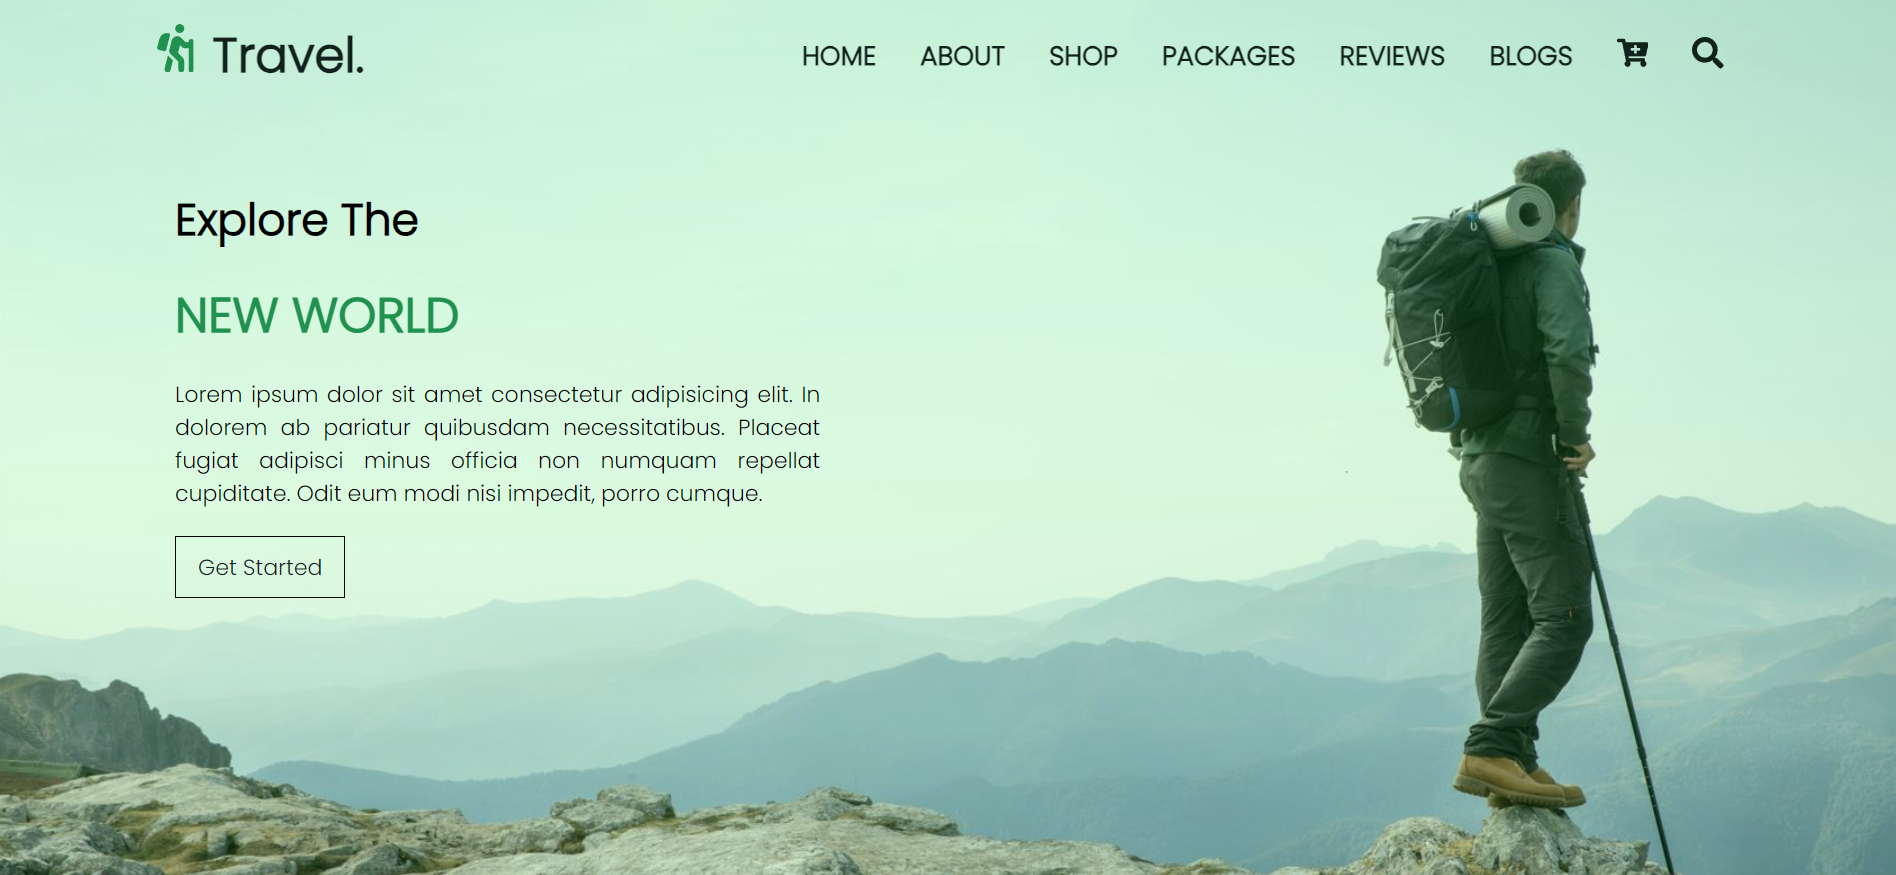 Travel.
HOME ABOUT SHOP PACKAGES REVIEWS BLOGS
Explore The
NEW WORLD
Lorem ipsum dolor sit amet consectetur adipisicing elit. In
dolorem ab pariatur quibusdam necessitatibus. Placeat
fugiat adipisci minus officia non numquam repellat
cupiditate. Odit eum modi nisi impedit, porro cumque.
Get Started